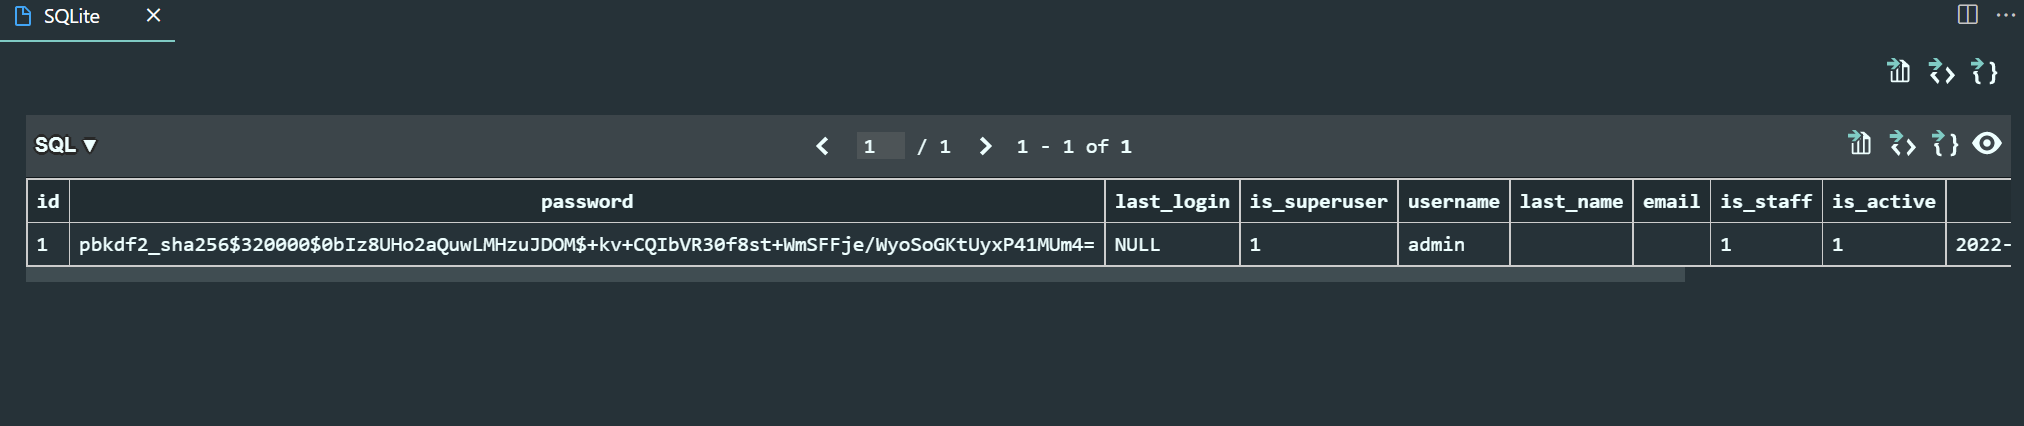 SQLite
SQL ▼ 1 / 1 1 - 1 of 1
id password last_login is_superuser username last_name email is_staff is_active
1 pbkdf2_sha256$320000$0bIz8UHo2aQuwLMHzuJDOM$+kv+CQIbVR30f8st+WmSFFje/WyoSoGKtUyxP41MUm4= NULL 1 admin 1 1 2022-